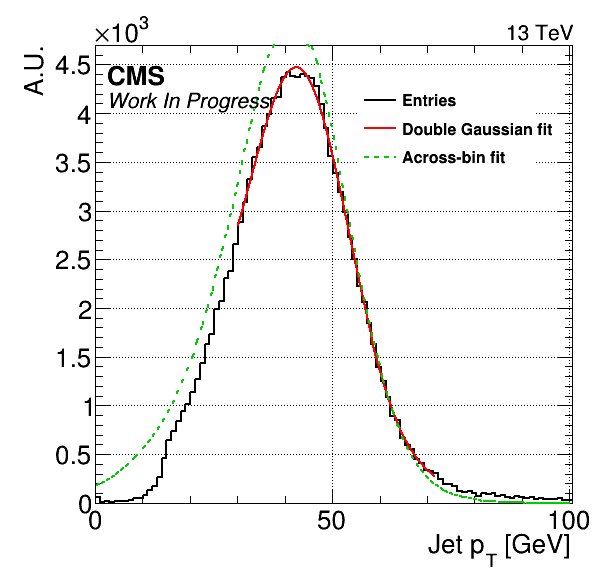 ×10³
13 TeV
A.U.
CMS
Work In Progress
Entries
Double Gaussian fit
Across-bin fit
4.5
4
3.5
3
2.5
2
1.5
1
0.5
0
0 50 100
Jet p_T [GeV]